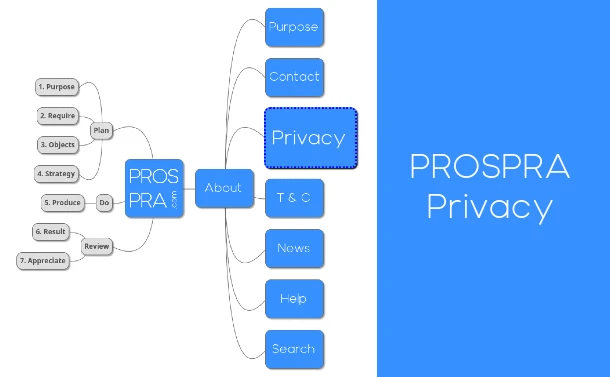 1. Purpose
2. Require
3. Objects
4. Strategy
Plan
5. Produce
Do
6. Result
7. Appreciate
Review
PROS
PRA
.com
About
Purpose
Contact
Privacy
T & C
News
Help
Search
PROSPRA
Privacy